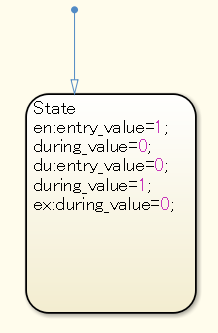 State
en:entry_value=1;
during_value=0;
du:entry_value=0;
during_value=1;
ex:during_value=0;